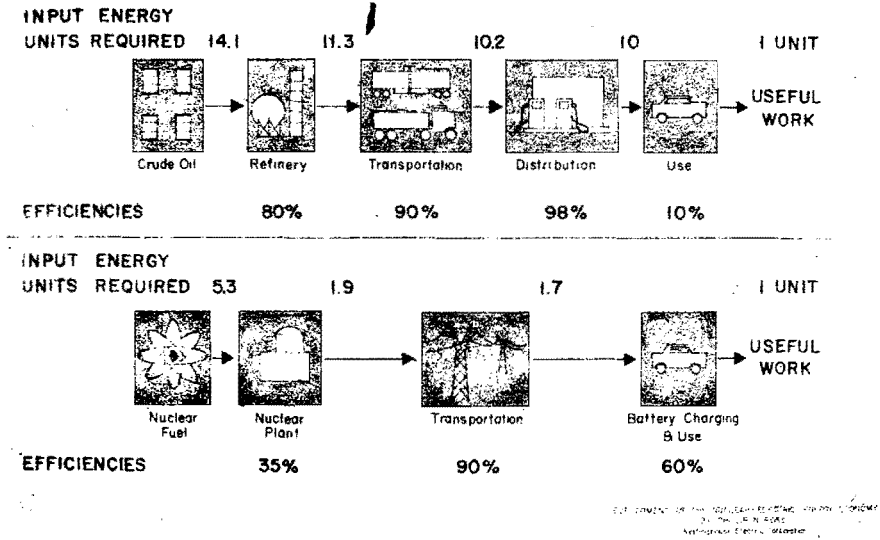 INPUT ENERGY
UNITS REQUIRED 14.1 11.3 10.2 10 1 UNIT
USEFUL
WORK
Crude Oil Refinery Transportation Distribution Use
EFFICIENCIES 80% 90% 98% 10%
INPUT ENERGY
UNITS REQUIRED 5.3 1.9 1.7 1 UNIT
USEFUL
WORK
Nuclear Nuclear Transportation Battery Charging
Fuel Plant & Use
EFFICIENCIES 35% 90% 60%